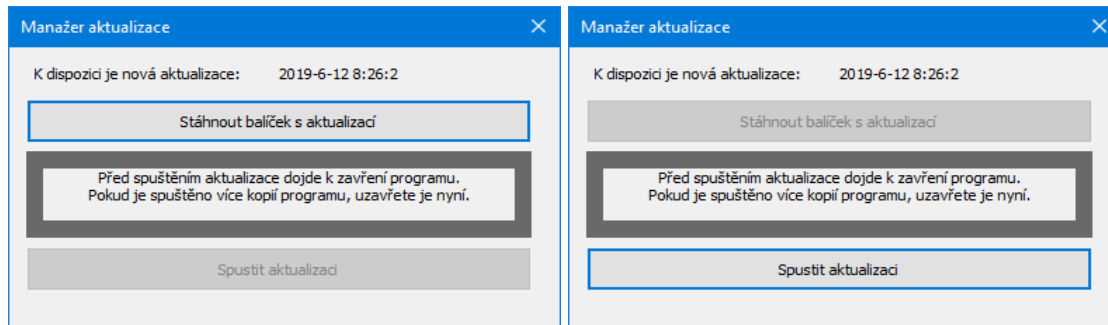 Manažer aktualizace
K dispozici je nová aktualizace: 2019-6-12 8:26:2
Stáhnout balíček s aktualizací
Před spuštěním aktualizace dojde k zavření programu.
Pokud je spuštěno více kopií programu, uzavřete je nyní.
Spustit aktualizaci
Manažer aktualizace
K dispozici je nová aktualizace: 2019-6-12 8:26:2
Stáhnout balíček s aktualizací
Před spuštěním aktualizace dojde k zavření programu.
Pokud je spuštěno více kopií programu, uzavřete je nyní.
Spustit aktualizaci